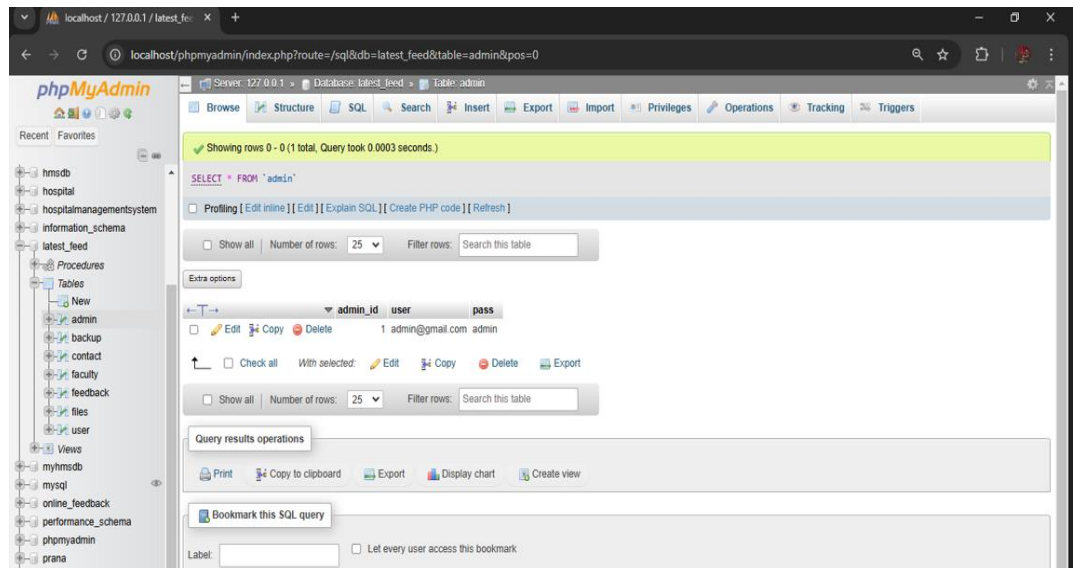 localhost / 127.0.0.1 / latest_fee
localhost/phpmyadmin/index.php?route=/sql&db=latest_feed&table=admin&pos=0
phpMyAdmin
Recent Favorites
hmsdb
hospital
hospitalmanagementsystem
information_schema
latest_feed
Procedures
Tables
New
admin
backup
contact
faculty
feedback
files
user
Views
myhmsdb
mysql
online_feedback
performance_schema
phpmyadmin
prana
Server: 127.0.0.1 » Database: latest_feed » Table: admin
Browse Structure SQL Search Insert Export Import Privileges Operations Tracking Triggers
Showing rows 0 - 0 (1 total, Query took 0.0003 seconds.)
SELECT * FROM `admin`
Profiling [ Edit inline ] [ Edit ] [ Explain SQL ] [ Create PHP code ] [ Refresh ]
Show all | Number of rows: 25 Filter rows: Search this table
Extra options
←T→ admin_id user pass
Edit Copy Delete 1 admin@gmail.com admin
Check all With selected: Edit Copy Delete Export
Show all | Number of rows: 25 Filter rows: Search this table
Query results operations
Print Copy to clipboard Export Display chart Create view
Bookmark this SQL query
Label: Let every user access this bookmark